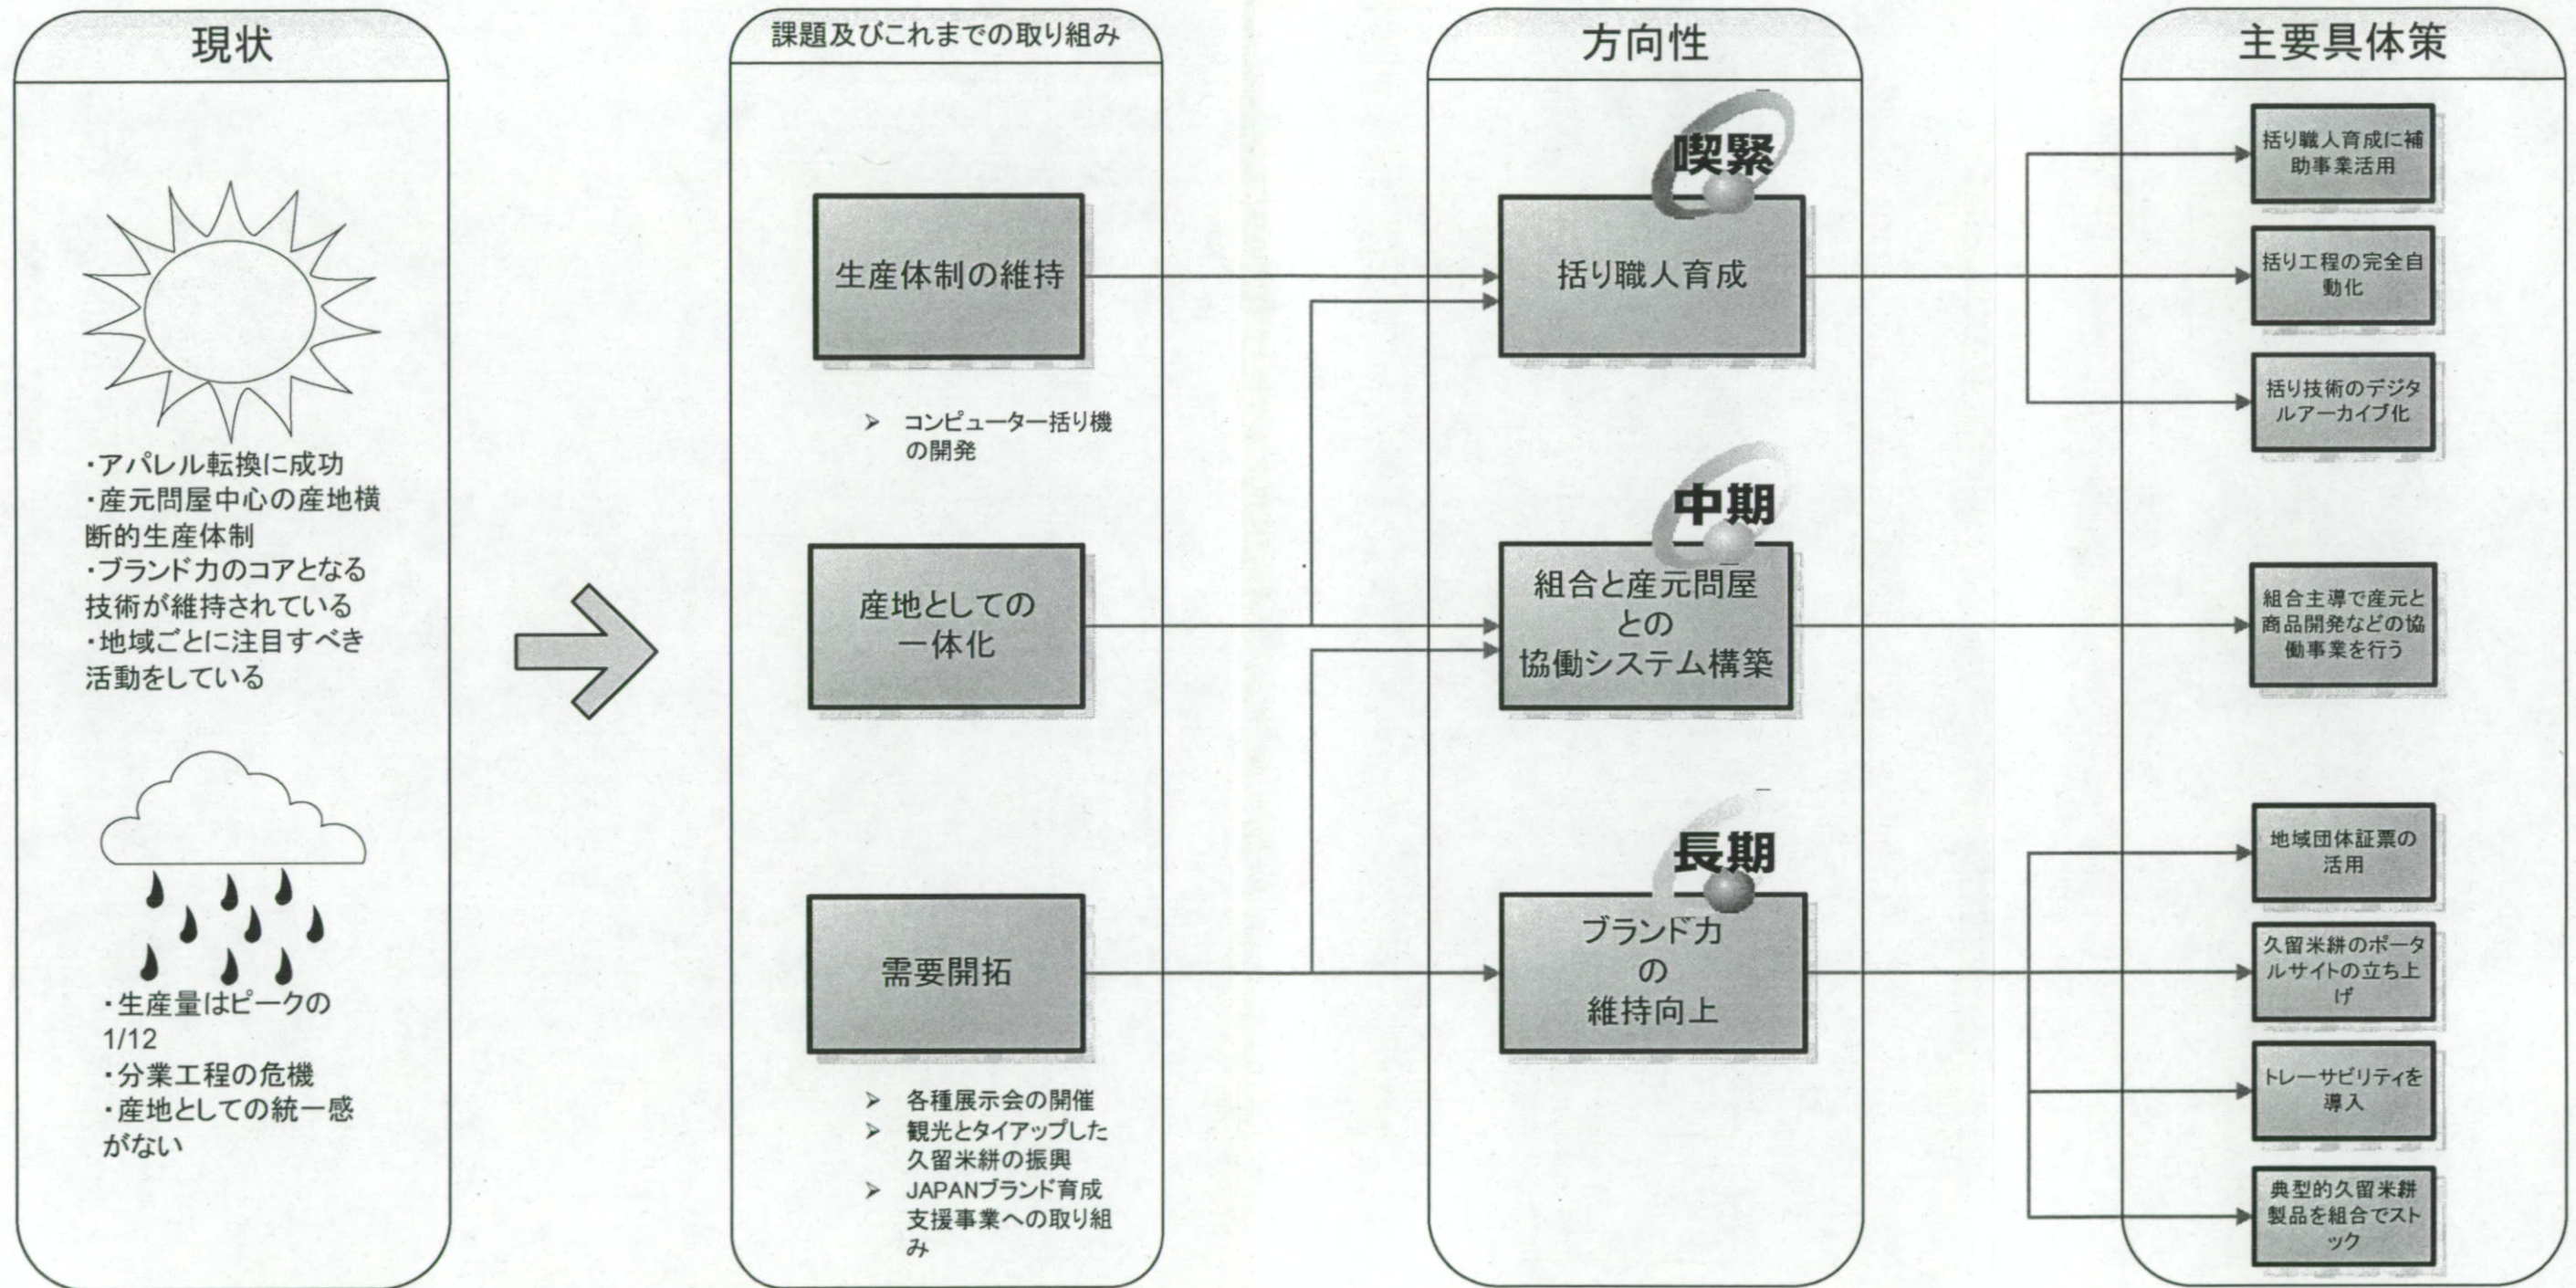 現状
・アパレル転換に成功
・産元問屋中心の産地横
断的生産体制
・ブランド力のコアとなる
技術が維持されている
・地域ごとに注目すべき
活動をしている
・生産量はピークの
1/12
・分業工程の危機
・産地としての統一感
がない
課題及びこれまでの取り組み
生産体制の維持
➢ コンピューター括り機
の開発
産地としての
一体化
需要開拓
➢ 各種展示会の開催
➢ 観光とタイアップした
久留米絣の振興
➢ JAPANブランド育成
支援事業への取り組
み
方向性
喫緊
括り職人育成
中期
組合と産元問屋
との
協働システム構築
長期
ブランド力
の
維持向上
主要具体策
括り職人育成に補
助事業活用
括り工程の完全自
動化
括り技術のデジタ
ルアーカイブ化
組合主導で産元と
商品開発などの協
働事業を行う
地域団体証票の
活用
久留米絣のポータ
ルサイトの立ち上
げ
トレーサビリティを
導入
典型的久留米絣
製品を組合でスト
ック